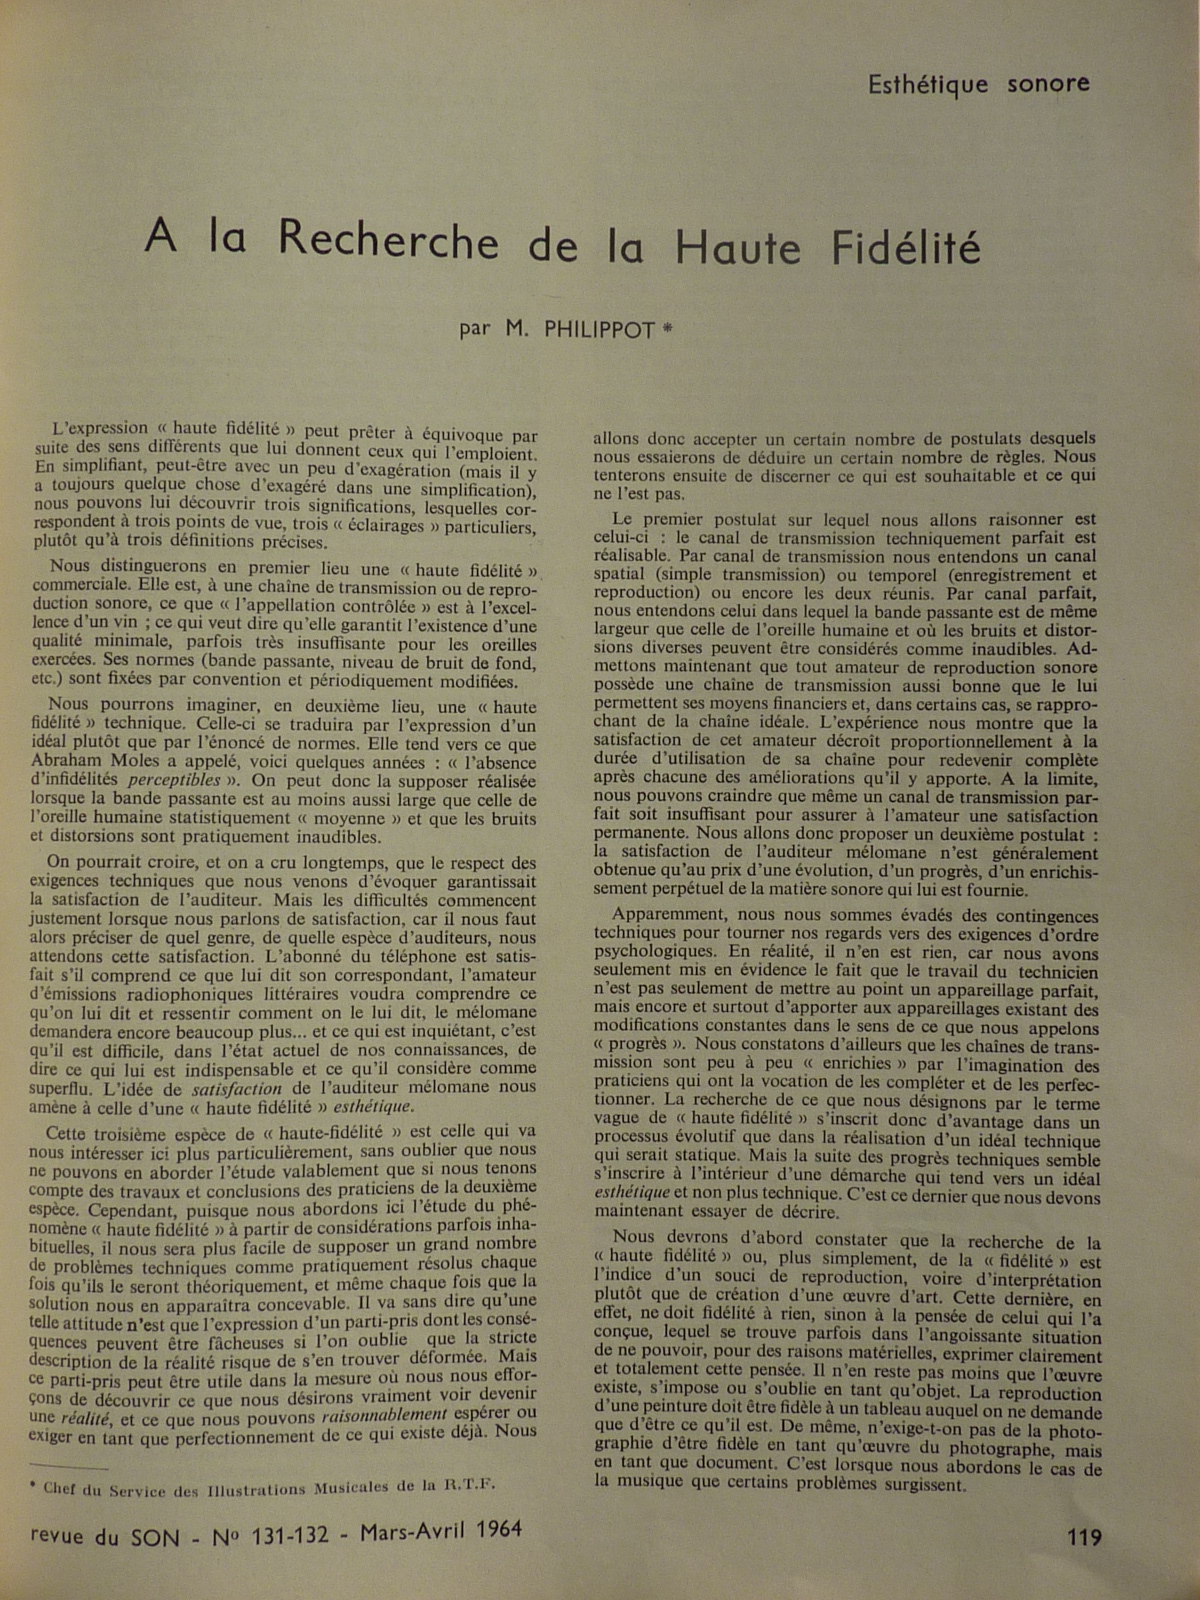 Esthétique sonore
A la Recherche de la Haute Fidélité
par M. PHILIPPOT *
L'expression « haute fidélité » peut prêter à équivoque par
suite des sens différents que lui donnent ceux qui l'emploient.
En simplifiant, peut-être avec un peu d'exagération (mais il y
a toujours quelque chose d'exagéré dans une simplification),
nous pouvons lui découvrir trois significations, lesquelles cor-
respondent à trois points de vue, trois « éclairages » particuliers,
plutôt qu'à trois définitions précises.
Nous distinguerons en premier lieu une « haute fidélité »
commerciale. Elle est, à une chaîne de transmission ou de repro-
duction sonore, ce que « l'appellation contrôlée » est à l'excel-
lence d'un vin ; ce qui veut dire qu'elle garantit l'existence d'une
qualité minimale, parfois très insuffisante pour les oreilles
exercées. Ses normes (bande passante, niveau de bruit de fond,
etc.) sont fixées par convention et périodiquement modifiées.
Nous pourrons imaginer, en deuxième lieu, une « haute
fidélité » technique. Celle-ci se traduira par l'expression d'un
idéal plutôt que par l'énoncé de normes. Elle tend vers ce que
Abraham Moles a appelé, voici quelques années : « l'absence
d'infidélités perceptibles ». On peut donc la supposer réalisée
lorsque la bande passante est au moins aussi large que celle de
l'oreille humaine statistiquement « moyenne » et que les bruits
et distorsions sont pratiquement inaudibles.
On pourrait croire, et on a cru longtemps, que le respect des
exigences techniques que nous venons d'évoquer garantissait
la satisfaction de l'auditeur. Mais les difficultés commencent
justement lorsque nous parlons de satisfaction, car il nous faut
alors préciser de quel genre, de quelle espèce d'auditeurs, nous
attendons cette satisfaction. L'abonné du téléphone est satis-
fait s'il comprend ce que lui dit son correspondant, l'amateur
d'émissions radiophoniques littéraires voudra comprendre ce
qu'on lui dit et ressentir comment on le lui dit, le mélomane
demandera encore beaucoup plus... et ce qui est inquiétant, c'est
qu'il est difficile, dans l'état actuel de nos connaissances, de
dire ce qui lui est indispensable et ce qu'il considère comme
superflu. L'idée de satisfaction de l'auditeur mélomane nous
amène à celle d'une « haute fidélité » esthétique.
Cette troisième espèce de « haute-fidélité » est celle qui va
nous intéresser ici plus particulièrement, sans oublier que nous
ne pouvons en aborder l'étude valablement que si nous tenons
compte des travaux et conclusions des praticiens de la deuxième
espèce. Cependant, puisque nous abordons ici l'étude du phé-
nomène « haute fidélité » à partir de considérations parfois inha-
bituelles, il nous sera plus facile de supposer un grand nombre
de problèmes techniques comme pratiquement résolus chaque
fois qu'ils le seront théoriquement, et même chaque fois que la
solution nous en apparaîtra concevable. Il va sans dire qu'une
telle attitude n'est que l'expression d'un parti-pris dont les consé-
quences peuvent être fâcheuses si l'on oublie que la stricte
description de la réalité risque de s'en trouver déformée. Mais
ce parti-pris peut être utile dans la mesure où nous nous effor-
çons de découvrir ce que nous désirons vraiment voir devenir
une réalité, et ce que nous pouvons raisonnablement espérer ou
exiger en tant que perfectionnement de ce qui existe déjà. Nous
* Chef du Service des Illustrations Musicales de la R.T.F.
allons donc accepter un certain nombre de postulats desquels
nous essaierons de déduire un certain nombre de règles. Nous
tenterons ensuite de discerner ce qui est souhaitable et ce qui
ne l'est pas.
Le premier postulat sur lequel nous allons raisonner est
celui-ci : le canal de transmission techniquement parfait est
réalisable. Par canal de transmission nous entendons un canal
spatial (simple transmission) ou temporel (enregistrement et
reproduction) ou encore les deux réunis. Par canal parfait,
nous entendons celui dans lequel la bande passante est de même
largeur que celle de l'oreille humaine et où les bruits et distor-
sions diverses peuvent être considérés comme inaudibles. Ad-
mettons maintenant que tout amateur de reproduction sonore
possède une chaîne de transmission aussi bonne que le lui
permettent ses moyens financiers et, dans certains cas, se rappro-
chant de la chaîne idéale. L'expérience nous montre que la
satisfaction de cet amateur décroît proportionnellement à la
durée d'utilisation de sa chaîne pour redevenir complète
après chacune des améliorations qu'il y apporte. A la limite,
nous pouvons craindre que même un canal de transmission par-
fait soit insuffisant pour assurer à l'amateur une satisfaction
permanente. Nous allons donc proposer un deuxième postulat :
la satisfaction de l'auditeur mélomane n'est généralement
obtenue qu'au prix d'une évolution, d'un progrès, d'un enrichis-
sement perpétuel de la matière sonore qui lui est fournie.
Apparemment, nous nous sommes évadés des contingences
techniques pour tourner nos regards vers des exigences d'ordre
psychologiques. En réalité, il n'en est rien, car nous avons
seulement mis en évidence le fait que le travail du technicien
n'est pas seulement de mettre au point un appareillage parfait,
mais encore et surtout d'apporter aux appareillages existant des
modifications constantes dans le sens de ce que nous appelons
« progrès ». Nous constatons d'ailleurs que les chaînes de trans-
mission sont peu à peu « enrichies » par l'imagination des
praticiens qui ont la vocation de les compléter et de les perfec-
tionner. La recherche de ce que nous désignons par le terme
vague de « haute fidélité » s'inscrit donc d'avantage dans un
processus évolutif que dans la réalisation d'un idéal technique
qui serait statique. Mais la suite des progrès techniques semble
s'inscrire à l'intérieur d'une démarche qui tend vers un idéal
esthétique et non plus technique. C'est ce dernier que nous devons
maintenant essayer de décrire.
Nous devrons d'abord constater que la recherche de la
« haute fidélité » ou, plus simplement, de la « fidélité » est
l'indice d'un souci de reproduction, voire d'interprétation
plutôt que de création d'une œuvre d'art. Cette dernière, en
effet, ne doit fidélité à rien, sinon à la pensée de celui qui l'a
conçue, lequel se trouve parfois dans l'angoissante situation
de ne pouvoir, pour des raisons matérielles, exprimer clairement
et totalement cette pensée. Il n'en reste pas moins que l'œuvre
existe, s'impose ou s'oublie en tant qu'objet. La reproduction
d'une peinture doit être fidèle à un tableau auquel on ne demande
que d'être ce qu'il est. De même, n'exige-t-on pas de la photo-
graphie d'être fidèle en tant qu'œuvre du photographe, mais
en tant que document. C'est lorsque nous abordons le cas de
la musique que certains problèmes surgissent.
revue du SON - Nº 131-132 - Mars-Avril 1964
119